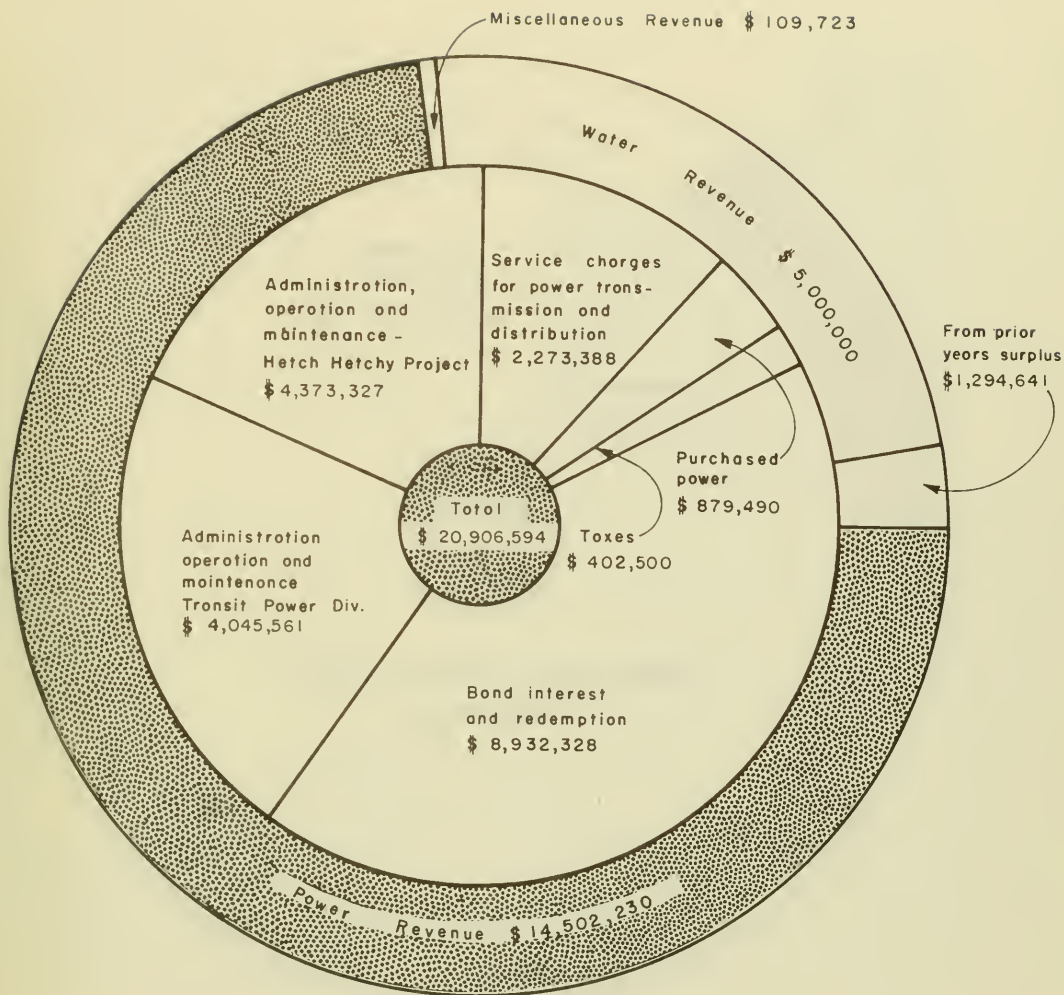 Miscellaneous Revenue $ 109,723
Water Revenue $ 5,000,000
From prior
years surplus
$1,294,641
Administration,
operation and
maintenance -
Hetch Hetchy Project
$ 4,373,327
Service charges
for power trans-
mission and
distribution
$ 2,273,388
Purchased
power
$ 879,490
Taxes
$ 402,500
Total
$ 20,906,594
Administration
operation and
maintenance
Transit Power Div.
$ 4,045,561
Bond interest
and redemption
$ 8,932,328
Power Revenue $ 14,502,230